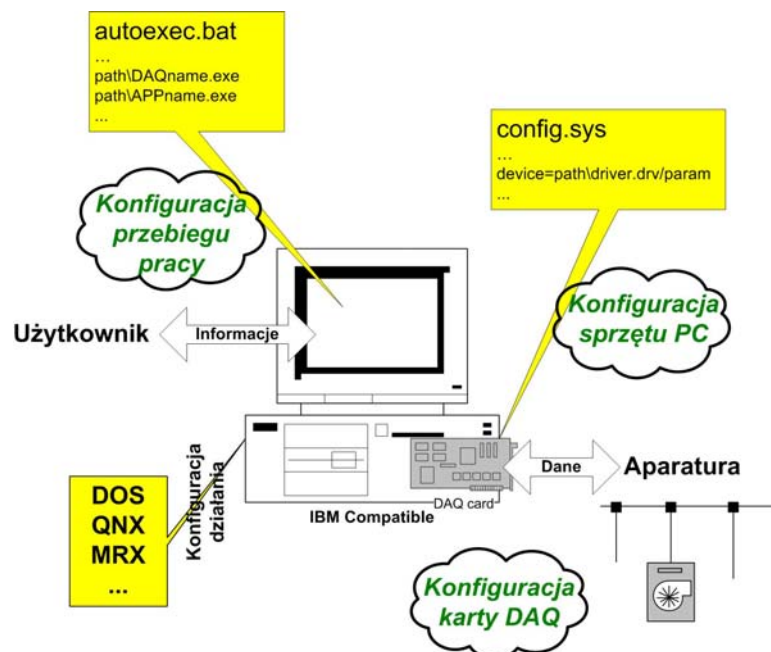 autoexec.bat
...
path\DAQname.exe
path\APPname.exe
...
config.sys
...
device=path\driver.drv/param
...
Konfiguracja
przebiegu
pracy
Konfiguracja
sprzętu PC
Użytkownik
Informacje
Dane
Aparatura
Konfiguracja
działania
DAQ card
IBM Compatible
DOS
QNX
MRX
...
Konfiguracja
karty DAQ